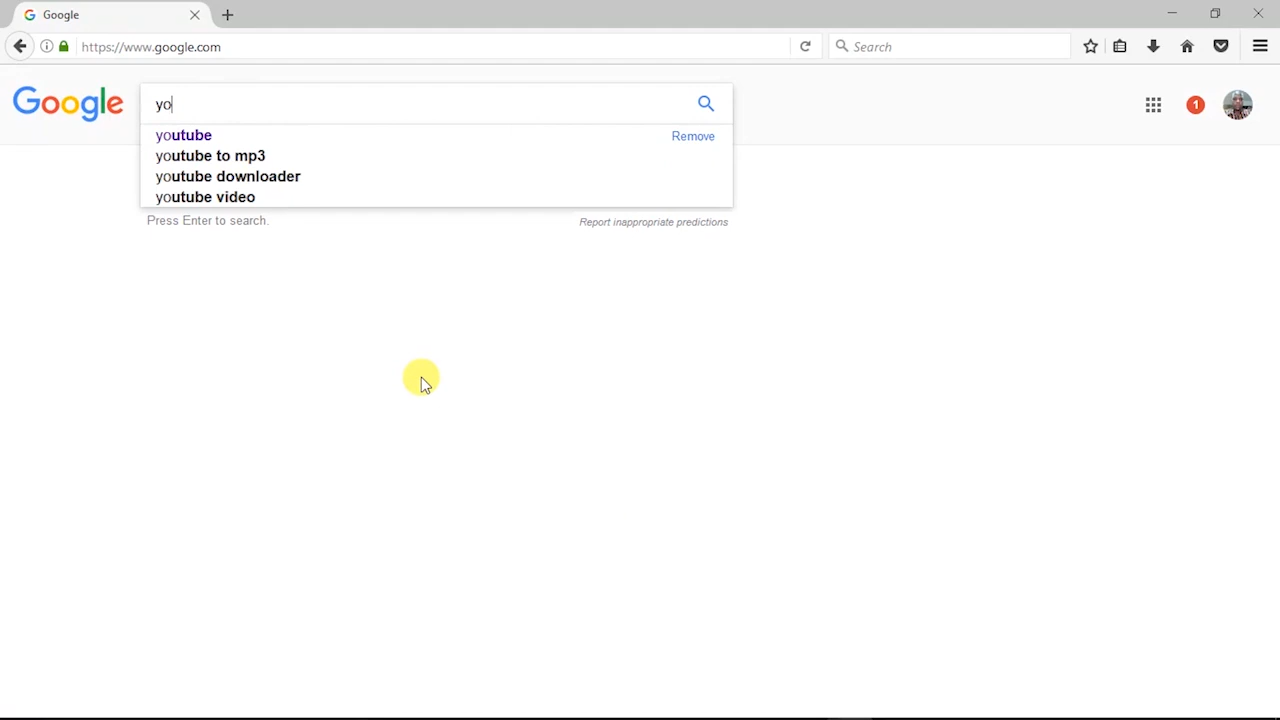 Google
https://www.google.com
Search
Google
yo
1
youtube
Remove
youtube to mp3
youtube downloader
youtube video
Press Enter to search.
Report inappropriate predictions